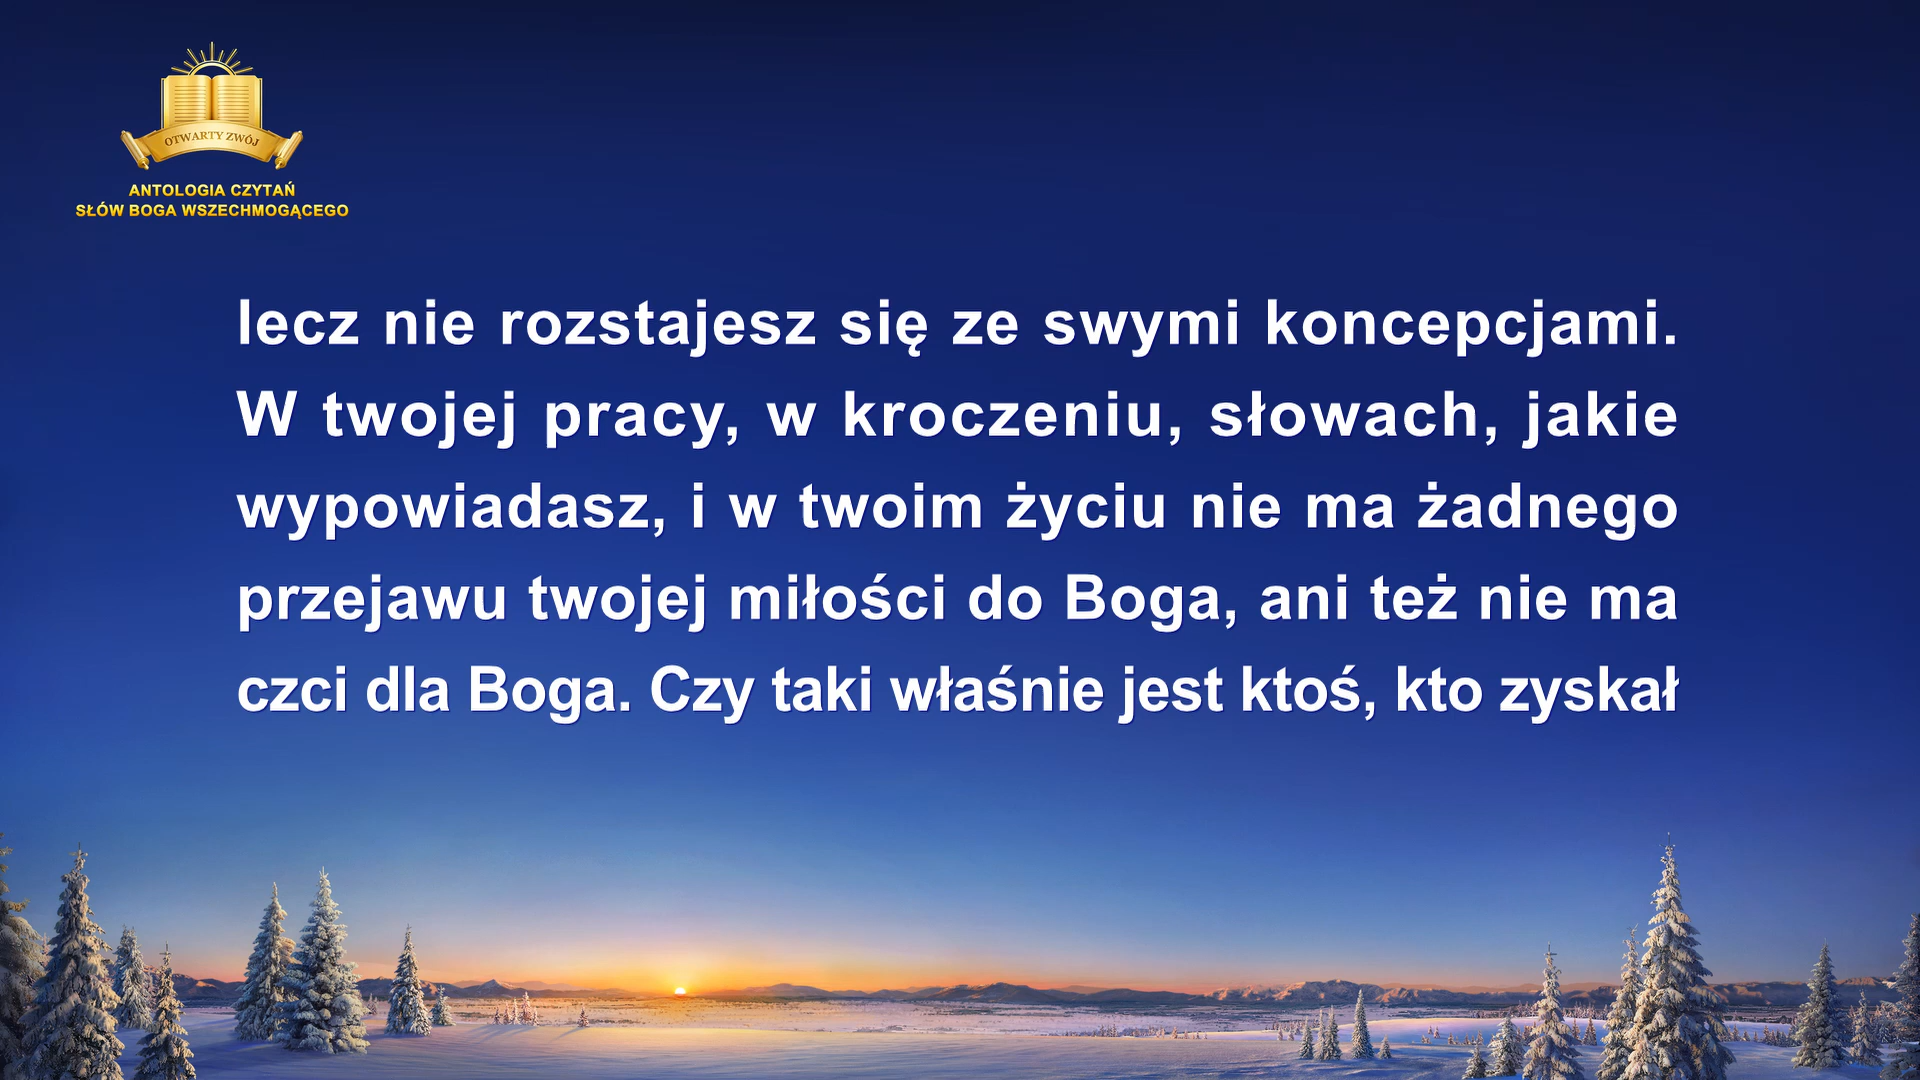 OTWARTY ZWÓJ
ANTOLOGIA CZYTAŃ
SŁÓW BOGA WSZECHMOGĄCEGO
lecz nie rozstajesz się ze swymi koncepcjami.
W twojej pracy, w kroczeniu, słowach, jakie
wypowiadasz, i w twoim życiu nie ma żadnego
przejawu twojej miłości do Boga, ani też nie ma
czci dla Boga. Czy taki właśnie jest ktoś, kto zyskał